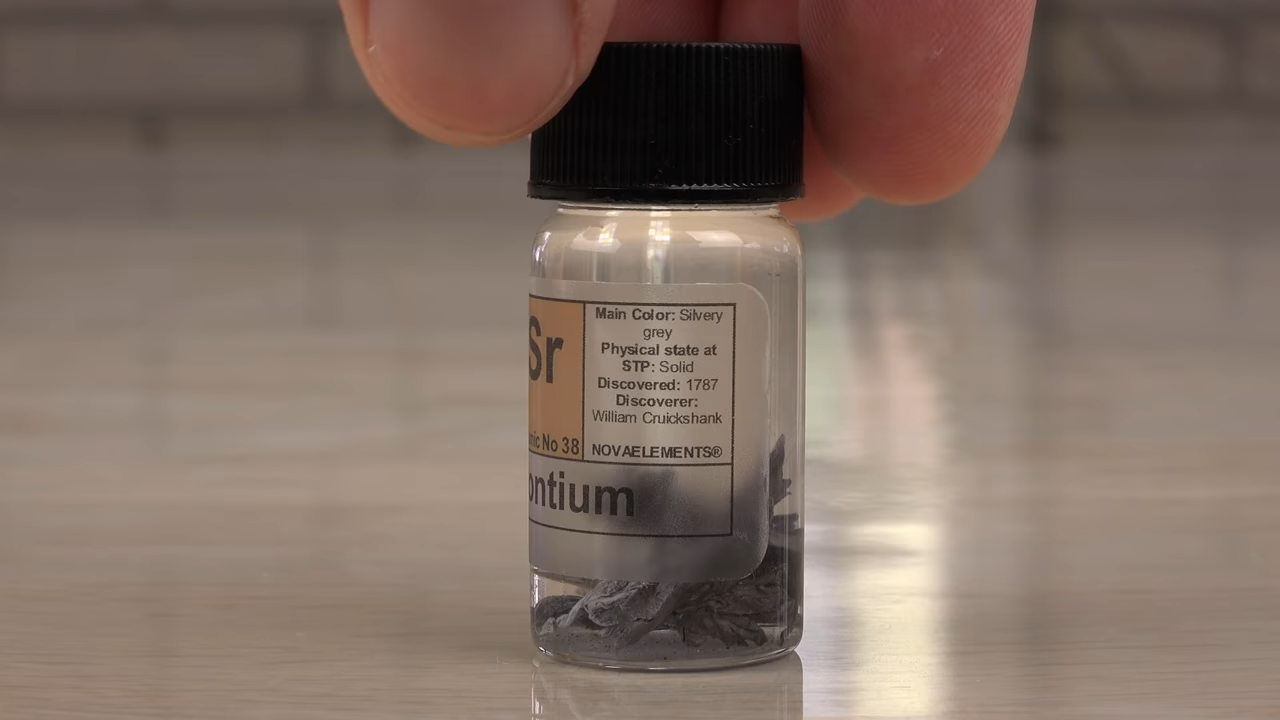 Sr
Main Color: Silvery
grey
Physical state at
STP: Solid
Discovered: 1787
Discoverer:
William Cruickshank
nic No 38
NOVAELEMENTS®
ontium